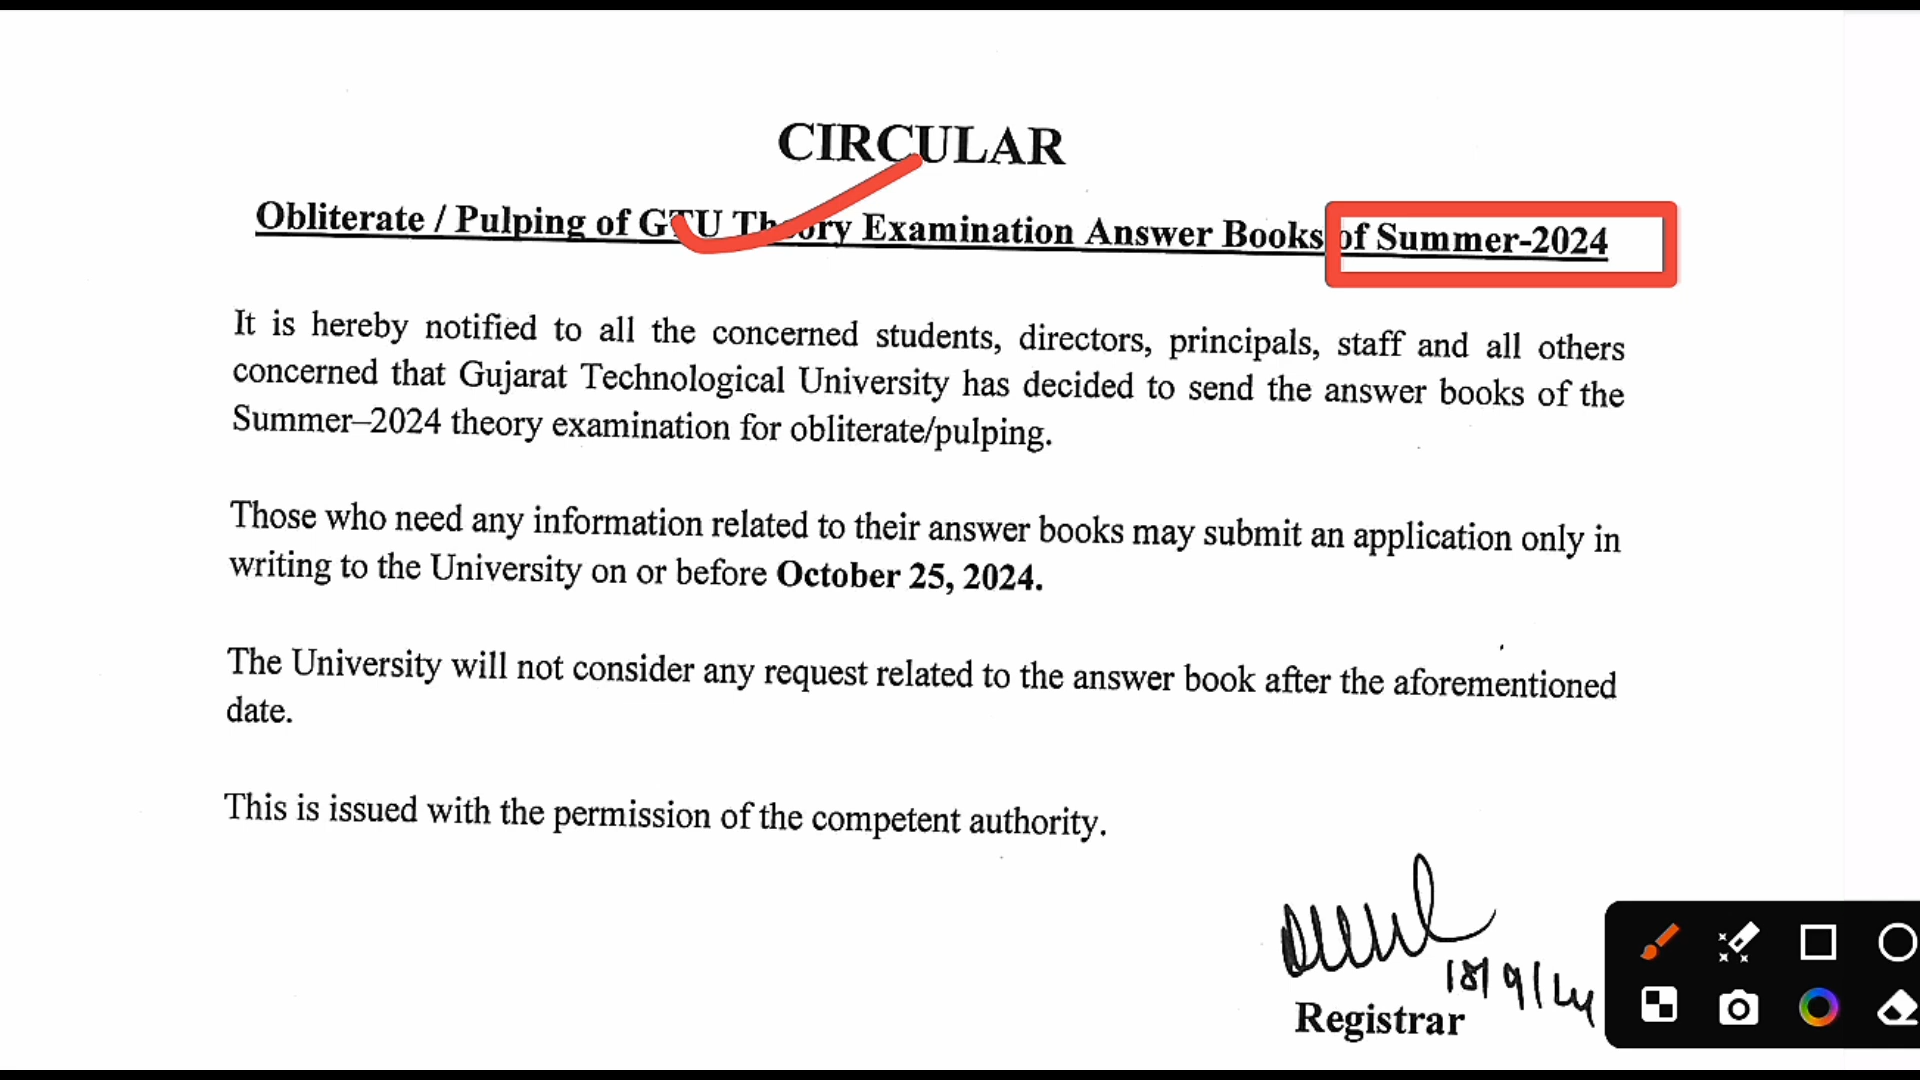 CIRCULAR
Obliterate / Pulping of GTU Theory Examination Answer Books of Summer-2024
It is hereby notified to all the concerned students, directors, principals, staff and all others
concerned that Gujarat Technological University has decided to send the answer books of the
Summer–2024 theory examination for obliterate/pulping.
Those who need any information related to their answer books may submit an application only in
writing to the University on or before October 25, 2024.
The University will not consider any request related to the answer book after the aforementioned
date.
This is issued with the permission of the competent authority.
18/9/24
Registrar